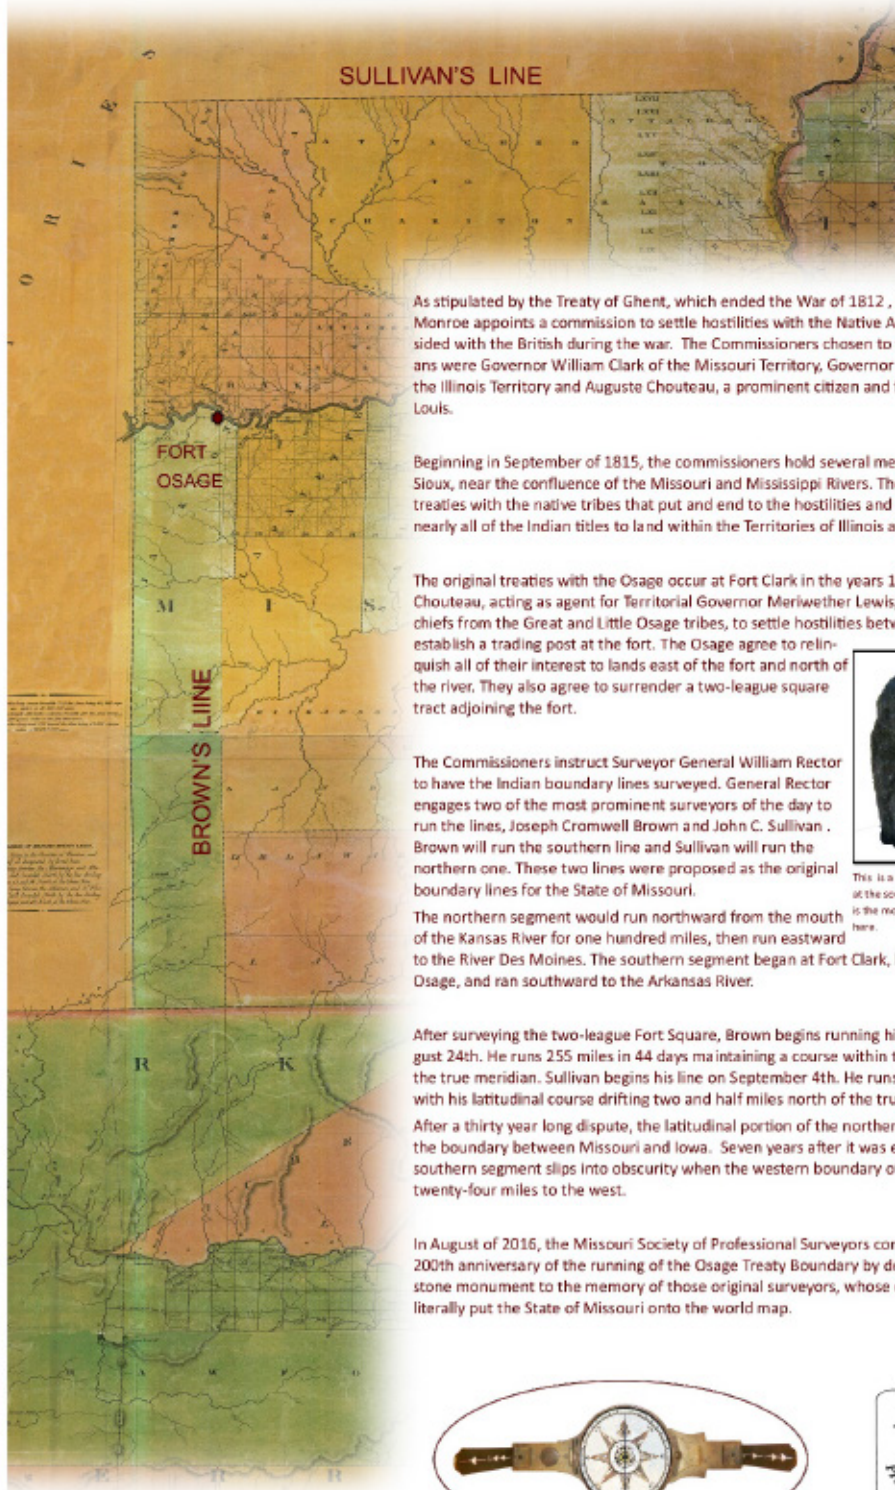 SULLIVAN'S LINE
FORT
OSAGE
BROWN'S LIINE
M I S
R K
As stipulated by the Treaty of Ghent, which ended the War of 1812 ,
Monroe appoints a commission to settle hostilities with the Native A
sided with the British during the war. The Commissioners chosen to
ans were Governor William Clark of the Missouri Territory, Governor
the Illinois Territory and Auguste Chouteau, a prominent citizen and
Louis.
Beginning in September of 1815, the commissioners hold several me
Sioux, near the confluence of the Missouri and Mississippi Rivers. The
treaties with the native tribes that put and end to the hostilities and
nearly all of the Indian titles to land within the Territories of Illinois a
The original treaties with the Osage occur at Fort Clark in the years 1
Chouteau, acting as agent for Territorial Governor Meriwether Lewis,
chiefs from the Great and Little Osage tribes, to settle hostilities betw
establish a trading post at the fort. The Osage agree to relin-
quish all of their interest to lands east of the fort and north of
the river. They also agree to surrender a two-league square
tract adjoining the fort.
The Commissioners instruct Surveyor General William Rector
to have the Indian boundary lines surveyed. General Rector
engages two of the most prominent surveyors of the day to
run the lines, Joseph Cromwell Brown and John C. Sullivan .
Brown will run the southern line and Sullivan will run the
northern one. These two lines were proposed as the original
boundary lines for the State of Missouri.
The northern segment would run northward from the mouth
of the Kansas River for one hundred miles, then run eastward
to the River Des Moines. The southern segment began at Fort Clark,
Osage, and ran southward to the Arkansas River.
This is a
at the so
is the me
here.
After surveying the two-league Fort Square, Brown begins running hi
gust 24th. He runs 255 miles in 44 days maintaining a course within t
the true meridian. Sullivan begins his line on September 4th. He runs
with his latitudinal course drifting two and half miles north of the tru
After a thirty year long dispute, the latitudinal portion of the northern
the boundary between Missouri and Iowa. Seven years after it was e
southern segment slips into obscurity when the western boundary o
twenty-four miles to the west.
In August of 2016, the Missouri Society of Professional Surveyors con
200th anniversary of the running of the Osage Treaty Boundary by de
stone monument to the memory of those original surveyors, whose
literally put the State of Missouri onto the world map.